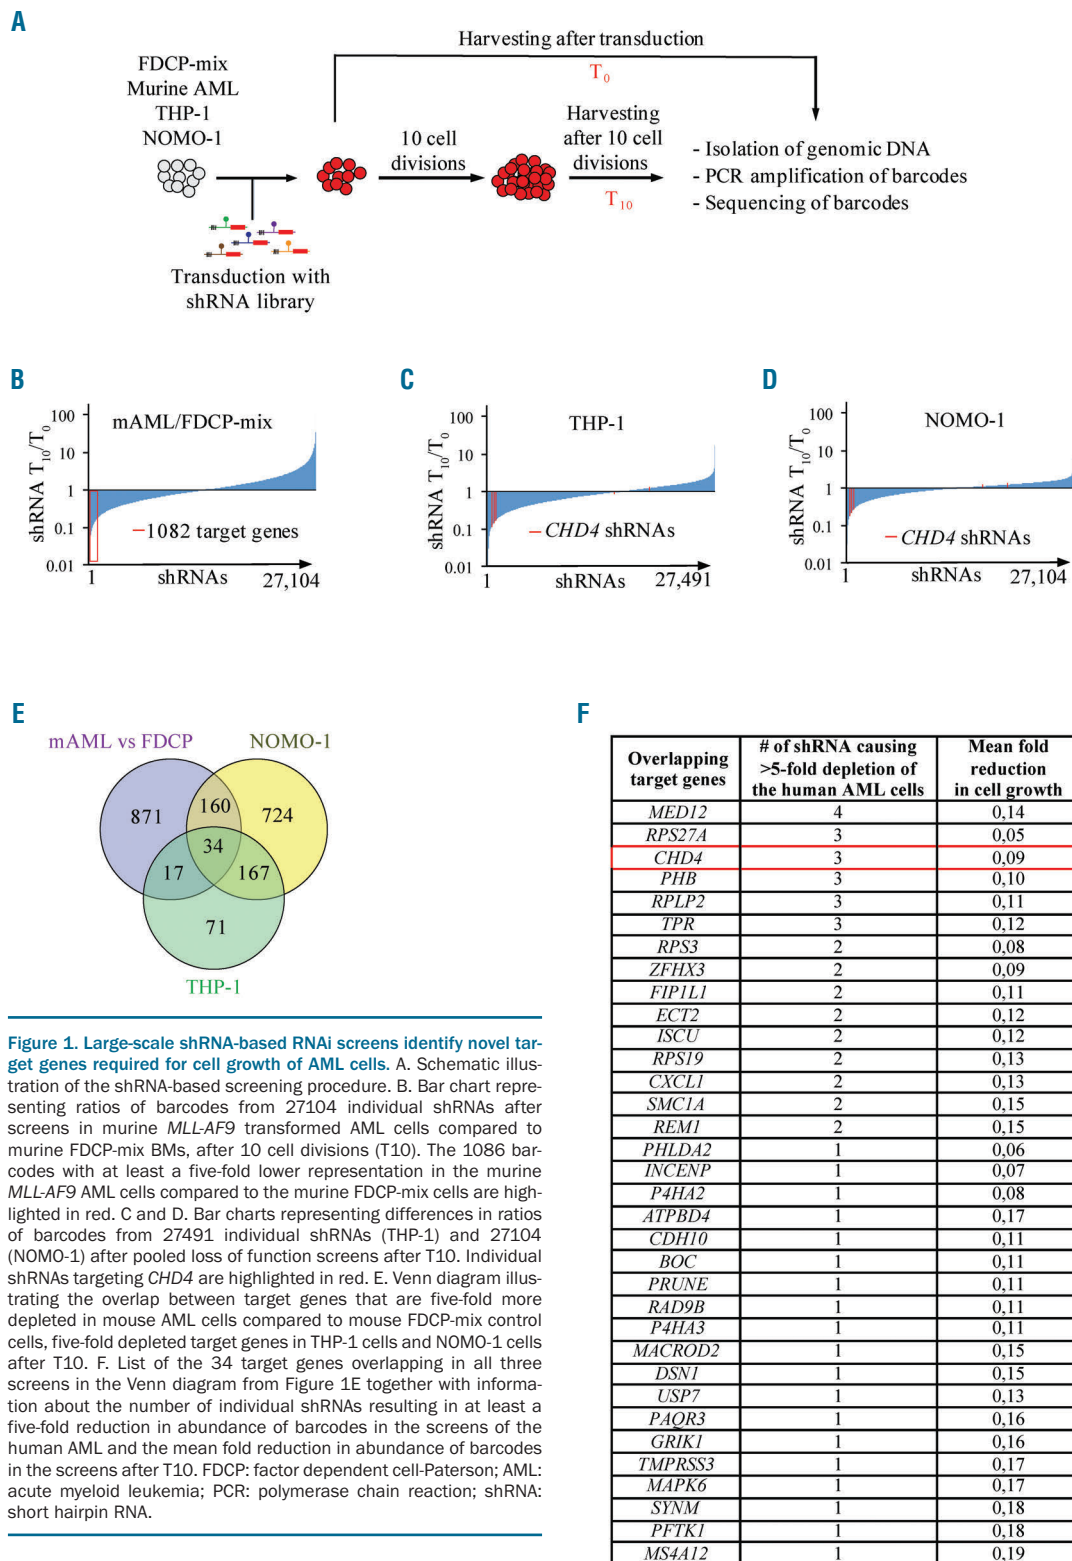 A
Harvesting after transduction
T0
FDCP-mix
Murine AML
THP-1
NOMO-1
10 cell
divisions
Harvesting
after 10 cell
divisions
T10
- Isolation of genomic DNA
- PCR amplification of barcodes
- Sequencing of barcodes
Transduction with
shRNA library
B
shRNA T10/T0
100
10
1
0.1
0.01
mAML/FDCP-mix
1082 target genes
1
shRNAs
27,104
C
shRNA T10/T0
100
10
1
0.1
0.01
THP-1
CHD4 shRNAs
1
shRNAs
27,491
D
shRNA T10/T0
100
10
1
0.1
0.01
NOMO-1
CHD4 shRNAs
1
shRNAs
27,104
E
mAML vs FDCP
NOMO-1
871
160
724
34
17
167
71
THP-1
Figure 1. Large-scale shRNA-based RNAi screens identify novel tar-
get genes required for cell growth of AML cells. A. Schematic illus-
tration of the shRNA-based screening procedure. B. Bar chart repre-
senting ratios of barcodes from 27104 individual shRNAs after
screens in murine MLL-AF9 transformed AML cells compared to
murine FDCP-mix BMs, after 10 cell divisions (T10). The 1086 bar-
codes with at least a five-fold lower representation in the murine
MLL-AF9 AML cells compared to the murine FDCP-mix cells are high-
lighted in red. C and D. Bar charts representing differences in ratios
of barcodes from 27491 individual shRNAs (THP-1) and 27104
(NOMO-1) after pooled loss of function screens after T10. Individual
shRNAs targeting CHD4 are highlighted in red. E. Venn diagram illus-
trating the overlap between target genes that are five-fold more
depleted in mouse AML cells compared to mouse FDCP-mix control
cells, five-fold depleted target genes in THP-1 cells and NOMO-1 cells
after T10. F. List of the 34 target genes overlapping in all three
screens in the Venn diagram from Figure 1E together with informa-
tion about the number of individual shRNAs resulting in at least a
five-fold reduction in abundance of barcodes in the screens of the
human AML and the mean fold reduction in abundance of barcodes
in the screens after T10. FDCP: factor dependent cell-Paterson; AML:
acute myeloid leukemia; PCR: polymerase chain reaction; shRNA:
short hairpin RNA.
F
Overlapping target genes | # of shRNA causing >5-fold depletion of the human AML cells | Mean fold reduction in cell growth
MED12 4 0,14
RPS27A 3 0,05
CHD4 3 0,09
PHB 3 0,10
RPLP2 3 0,11
TPR 3 0,12
RPS3 2 0,08
ZFHX3 2 0,09
FIP1L1 2 0,11
ECT2 2 0,12
ISCU 2 0,12
RPS19 2 0,13
CXCL1 2 0,13
SMC1A 2 0,15
REM1 2 0,15
PHLDA2 1 0,06
INCENP 1 0,07
P4HA2 1 0,08
ATPBD4 1 0,17
CDH10 1 0,11
BOC 1 0,11
PRUNE 1 0,11
RAD9B 1 0,11
P4HA3 1 0,11
MACROD2 1 0,15
DSN1 1 0,15
USP7 1 0,13
PAQR3 1 0,16
GRIK1 1 0,16
TMPRSS3 1 0,17
MAPK6 1 0,17
SYNM 1 0,18
PFTK1 1 0,18
MS4A12 1 0,19